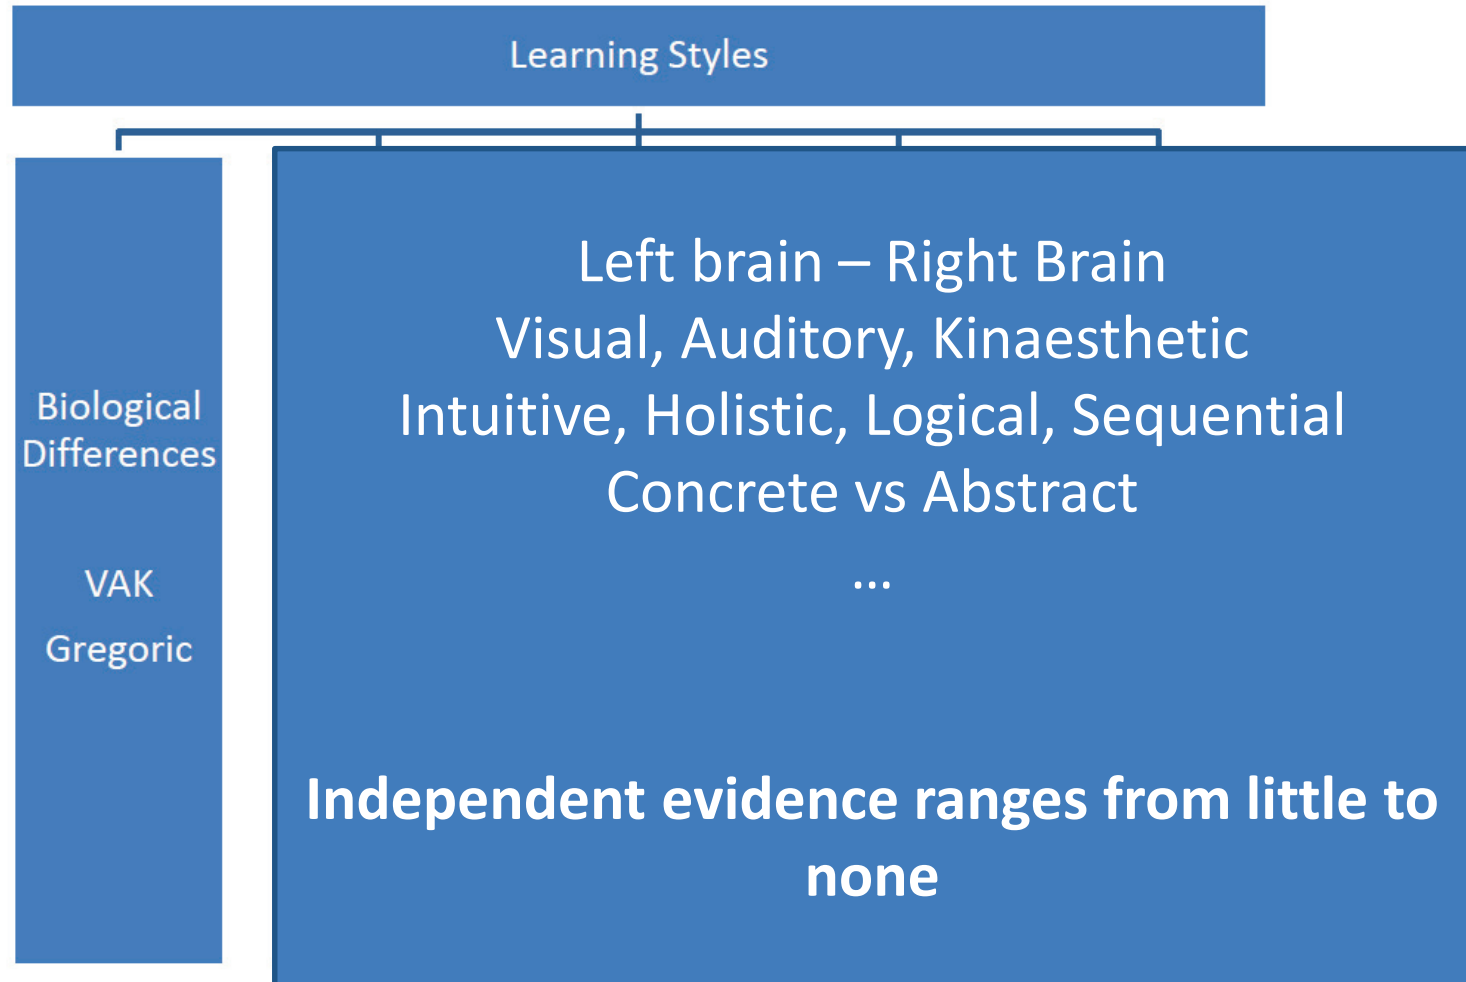 Learning Styles
Biological
Differences
VAK
Gregoric
Left brain – Right Brain
Visual, Auditory, Kinaesthetic
Intuitive, Holistic, Logical, Sequential
Concrete vs Abstract
…
Independent evidence ranges from little to
none